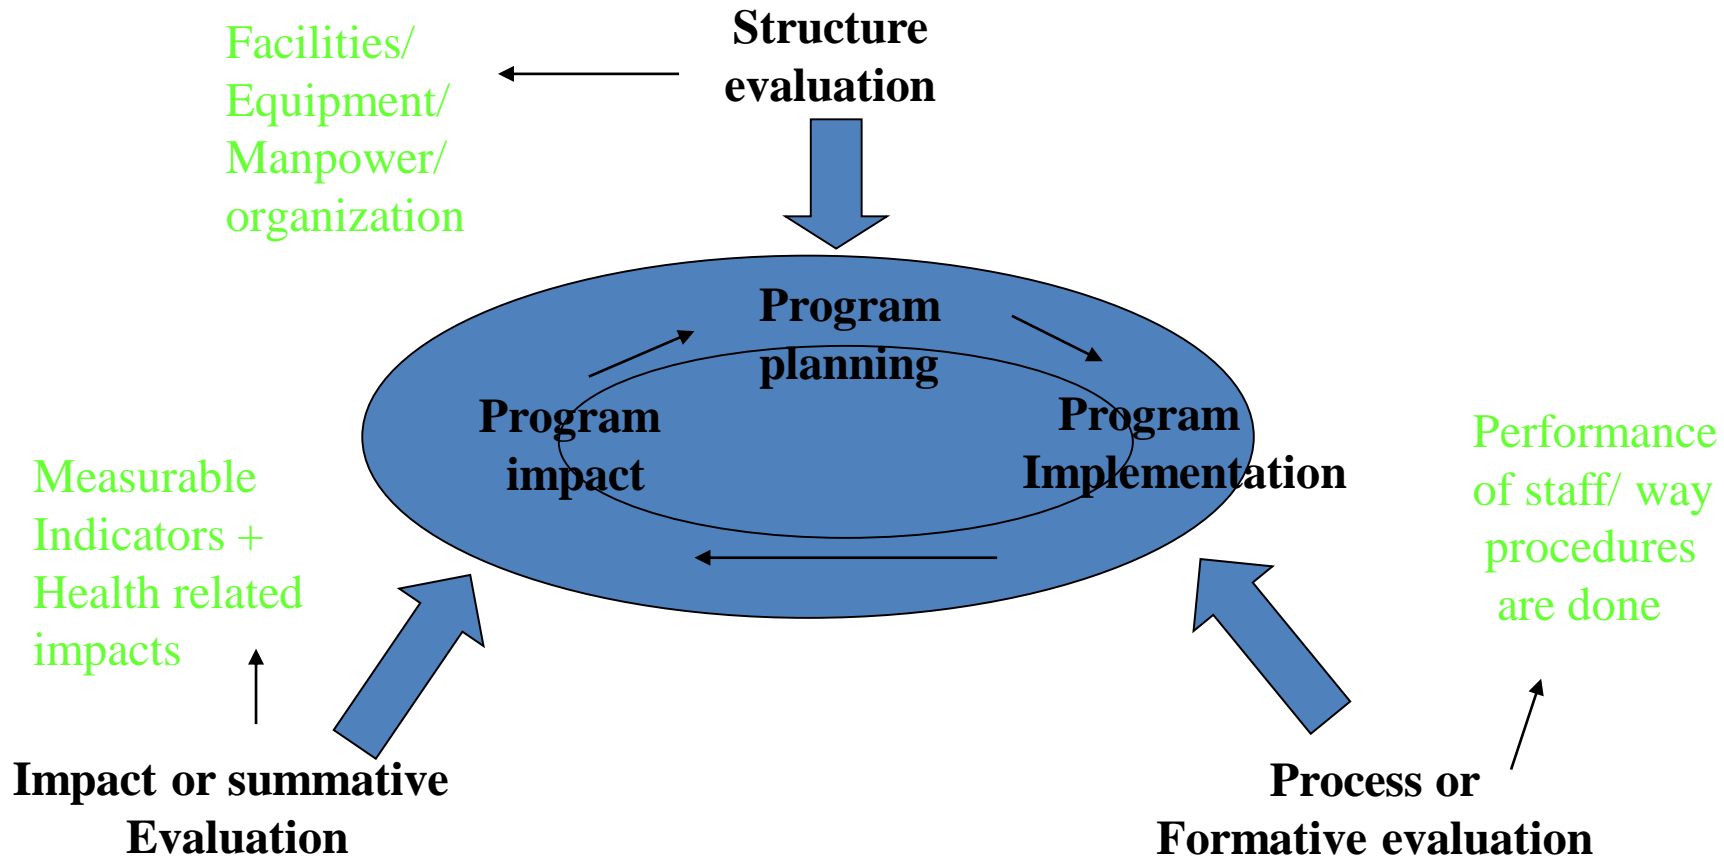 Structure
evaluation
Facilities/
Equipment/
Manpower/
organization
Program
planning
Program
impact
Program
Implementation
Measurable
Indicators +
Health related
impacts
Performance
of staff/ way
procedures
are done
Impact or summative
Evaluation
Process or
Formative evaluation